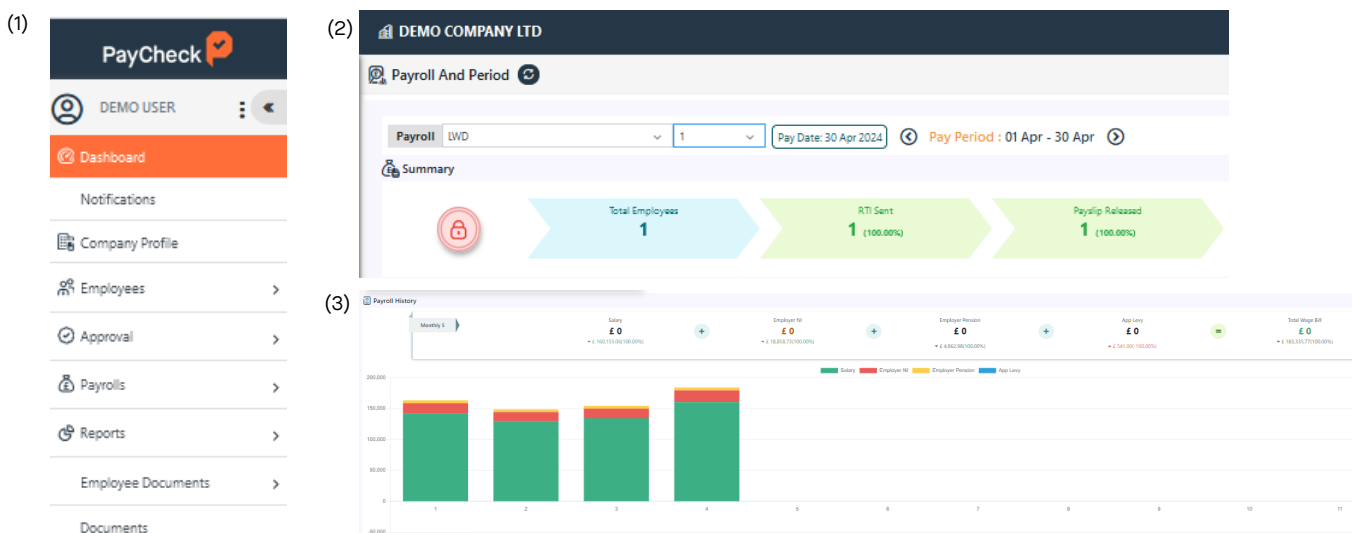 (1)
PayCheck
DEMO USER
Dashboard
Notifications
Company Profile
Employees
Approval
Payrolls
Reports
Employee Documents
Documents
(2)
DEMO COMPANY LTD
Payroll And Period
Payroll LWD 1 Pay Date: 30 Apr 2024 Pay Period : 01 Apr - 30 Apr
Summary
Total Employees RTI Sent Payslip Released
1 1 (100.00%) 1 (100.00%)
(3)
Payroll History
Monthly S
Salary Employer NI Employer Pension App Levy Total Wage Bill
£ 0 + £ 0 + £ 0 + £ 0 = £ 0
Salary Employer NI Employer Pension App Levy
200,000
150,000
100,000
50,000
0
1 2 3 4 5 6 7 8 9 10 11
-50,000